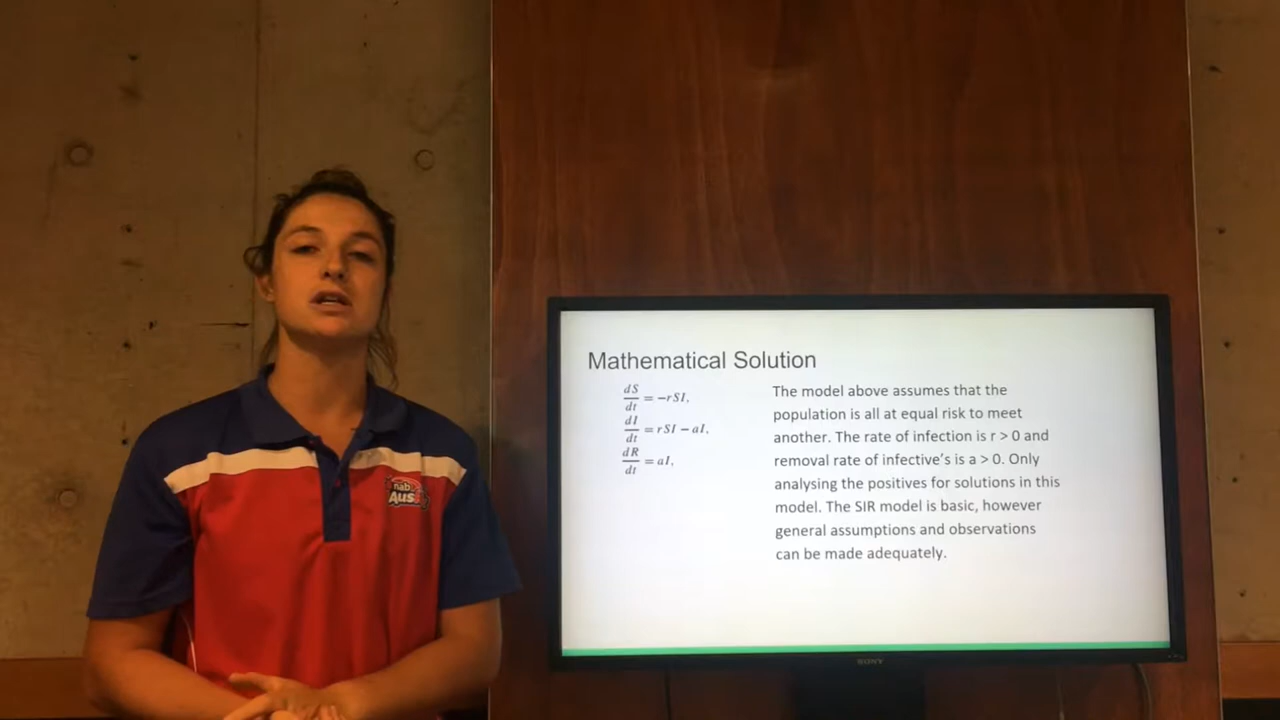 nab
Aus
Mathematical Solution
dS/dt = −rSI,
dI/dt = rSI − aI,
dR/dt = aI,
The model above assumes that the
population is all at equal risk to meet
another. The rate of infection is r > 0 and
removal rate of infective's is a > 0. Only
analysing the positives for solutions in this
model. The SIR model is basic, however
general assumptions and observations
can be made adequately.
SONY